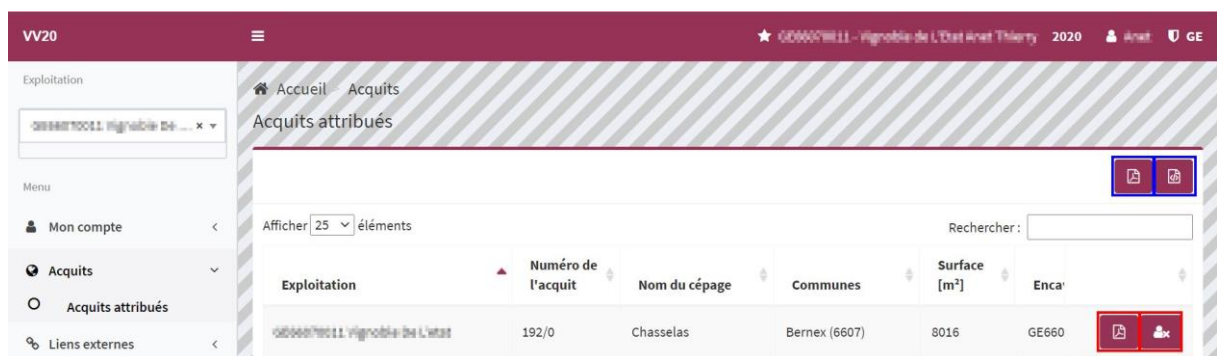 VV20
2020 GE
Exploitation
Accueil Acquits
Acquits attribués
Menu
Afficher 25 éléments
Rechercher :
Mon compte
Acquits
Acquits attribués
Liens externes
Exploitation
Numéro de l'acquit
Nom du cépage
Communes
Surface [m²]
Enca
192/0 Chasselas Bernex (6607) 8016 GE660